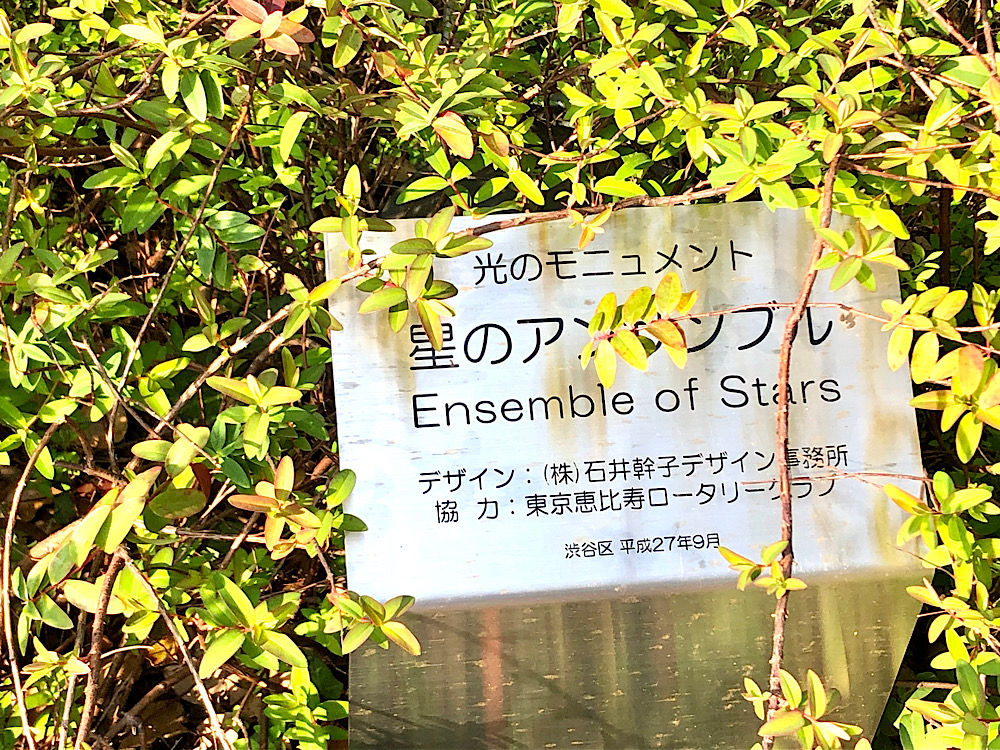 光のモニュメント
星のアンサンブル
Ensemble of Stars
デザイン：(株)石井幹子デザイン事務所
協 力：東京恵比寿ロータリークラブ
渋谷区 平成27年9月